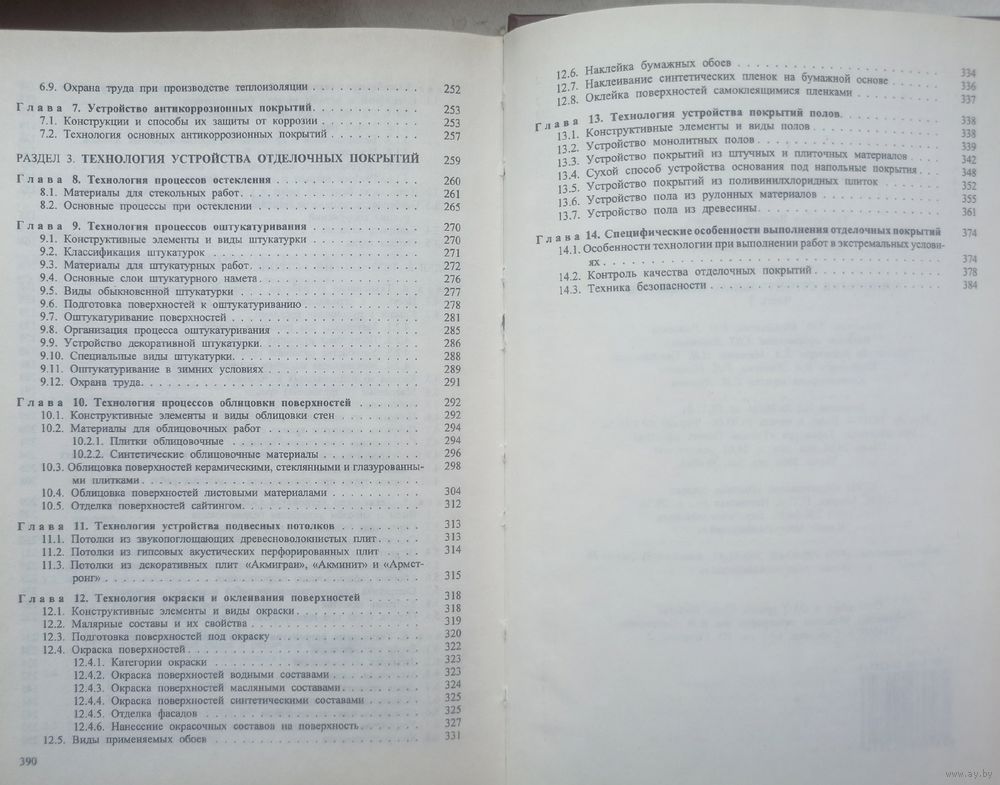 6.9. Охрана труда при производстве теплоизоляции . . . . . . . . . . . . 252
Глава 7. Устройство антикоррозионных покрытий. . . . . . . . . . . . 253
7.1. Конструкции и способы их защиты от коррозии . . . . . . . . . . . 253
7.2. Технология основных антикоррозионных покрытий . . . . . . . . . . 257
РАЗДЕЛ 3. ТЕХНОЛОГИЯ УСТРОЙСТВА ОТДЕЛОЧНЫХ ПОКРЫТИЙ 259
Глава 8. Технология процессов остекления . . . . . . . . . . . . . . . 260
8.1. Материалы для стекольных работ. . . . . . . . . . . . . . . . . . 261
8.2. Основные процессы при остеклении . . . . . . . . . . . . . . . . . 265
Глава 9. Технология процессов оштукатуривания . . . . . . . . . . . . 270
9.1. Конструктивные элементы и виды штукатурки . . . . . . . . . . . . 270
9.2. Классификация штукатурок . . . . . . . . . . . . . . . . . . . . 271
9.3. Материалы для штукатурных работ. . . . . . . . . . . . . . . . . 272
9.4. Основные слои штукатурного намета. . . . . . . . . . . . . . . . 276
9.5. Виды обыкновенной штукатурки . . . . . . . . . . . . . . . . . . 277
9.6. Подготовка поверхностей к оштукатуриванию . . . . . . . . . . . . 278
9.7. Оштукатуривание поверхностей . . . . . . . . . . . . . . . . . . 281
9.8. Организация процесса оштукатуривания . . . . . . . . . . . . . . 285
9.9. Устройство декоративной штукатурки. . . . . . . . . . . . . . . . 286
9.10. Специальные виды штукатурки. . . . . . . . . . . . . . . . . . . 288
9.11. Оштукатуривание в зимних условиях . . . . . . . . . . . . . . . 289
9.12. Охрана труда. . . . . . . . . . . . . . . . . . . . . . . . . . 291
Глава 10. Технология процессов облицовки поверхностей . . . . . . . . 292
10.1. Конструктивные элементы и виды облицовки стен . . . . . . . . . 292
10.2. Материалы для облицовочных работ . . . . . . . . . . . . . . . . 294
10.2.1. Плитки облицовочные . . . . . . . . . . . . . . . . . . . . . 294
10.2.2. Синтетические облицовочные материалы . . . . . . . . . . . . . 296
10.3. Облицовка поверхностей керамическими, стеклянными и глазурованны- 298
ми плитками. . . . . . . . . . . . . . . . . . . . . . . . . . . . .
10.4. Облицовка поверхностей листовыми материалами . . . . . . . . . . 304
10.5. Отделка поверхностей сайтингом. . . . . . . . . . . . . . . . . 312
Глава 11. Технология устройства подвесных потолков . . . . . . . . . 313
11.1. Потолки из звукопоглощающих древесноволокнистых плит. . . . . . 313
11.2. Потолки из гипсовых акустических перфорированных плит . . . . . 314
11.3. Потолки из декоративных плит «Акмигран», «Акминит» и «Армст-
ронг» . . . . . . . . . . . . . . . . . . . . . . . . . . . . . . . 315
Глава 12. Технология окраски и оклеивания поверхностей . . . . . . . 318
12.1. Конструктивные элементы и виды окраски. . . . . . . . . . . . . 318
12.2. Малярные составы и их свойства . . . . . . . . . . . . . . . . . 319
12.3. Подготовка поверхностей под окраску . . . . . . . . . . . . . . 320
12.4. Окраска поверхностей. . . . . . . . . . . . . . . . . . . . . . 322
12.4.1. Категории окраски . . . . . . . . . . . . . . . . . . . . . . 323
12.4.2. Окраска поверхностей водными составами . . . . . . . . . . . . 323
12.4.3. Окраска поверхностей масляными составами. . . . . . . . . . . 324
12.4.4. Окраска поверхностей синтетическими составами . . . . . . . . 325
12.4.5. Отделка фасадов . . . . . . . . . . . . . . . . . . . . . . . 325
12.4.6. Нанесение окрасочных составов на поверхность. . . . . . . . . 327
12.5. Виды применяемых обоев . . . . . . . . . . . . . . . . . . . . . 331
390
12.6. Наклейка бумажных обоев . . . . . . . . . . . . . . . . . . . . 334
12.7. Наклеивание синтетических пленок на бумажной основе . . . . . . 336
12.8. Оклейка поверхностей самоклеящимися пленками . . . . . . . . . . 337
Глава 13. Технология устройства покрытий полов. . . . . . . . . . . . 338
13.1. Конструктивные элементы и виды полов . . . . . . . . . . . . . . 338
13.2. Устройство монолитных полов . . . . . . . . . . . . . . . . . . 339
13.3. Устройство покрытий из штучных и плиточных материалов . . . . . 342
13.4. Сухой способ устройства основания под напольные покрытия. . . . 348
13.5. Устройство покрытий из поливинилхлоридных плиток . . . . . . . . 352
13.6. Устройство пола из рулонных материалов . . . . . . . . . . . . . 355
13.7. Устройство пола из древесины. . . . . . . . . . . . . . . . . . 361
Глава 14. Специфические особенности выполнения отделочных покрытий 374
14.1. Особенности технологии при выполнении работ в экстремальных услови-
ях . . . . . . . . . . . . . . . . . . . . . . . . . . . . . . . . . 374
14.2. Контроль качества отделочных покрытий . . . . . . . . . . . . . 378
14.3. Техника безопасности . . . . . . . . . . . . . . . . . . . . . . 384
www.ay.by